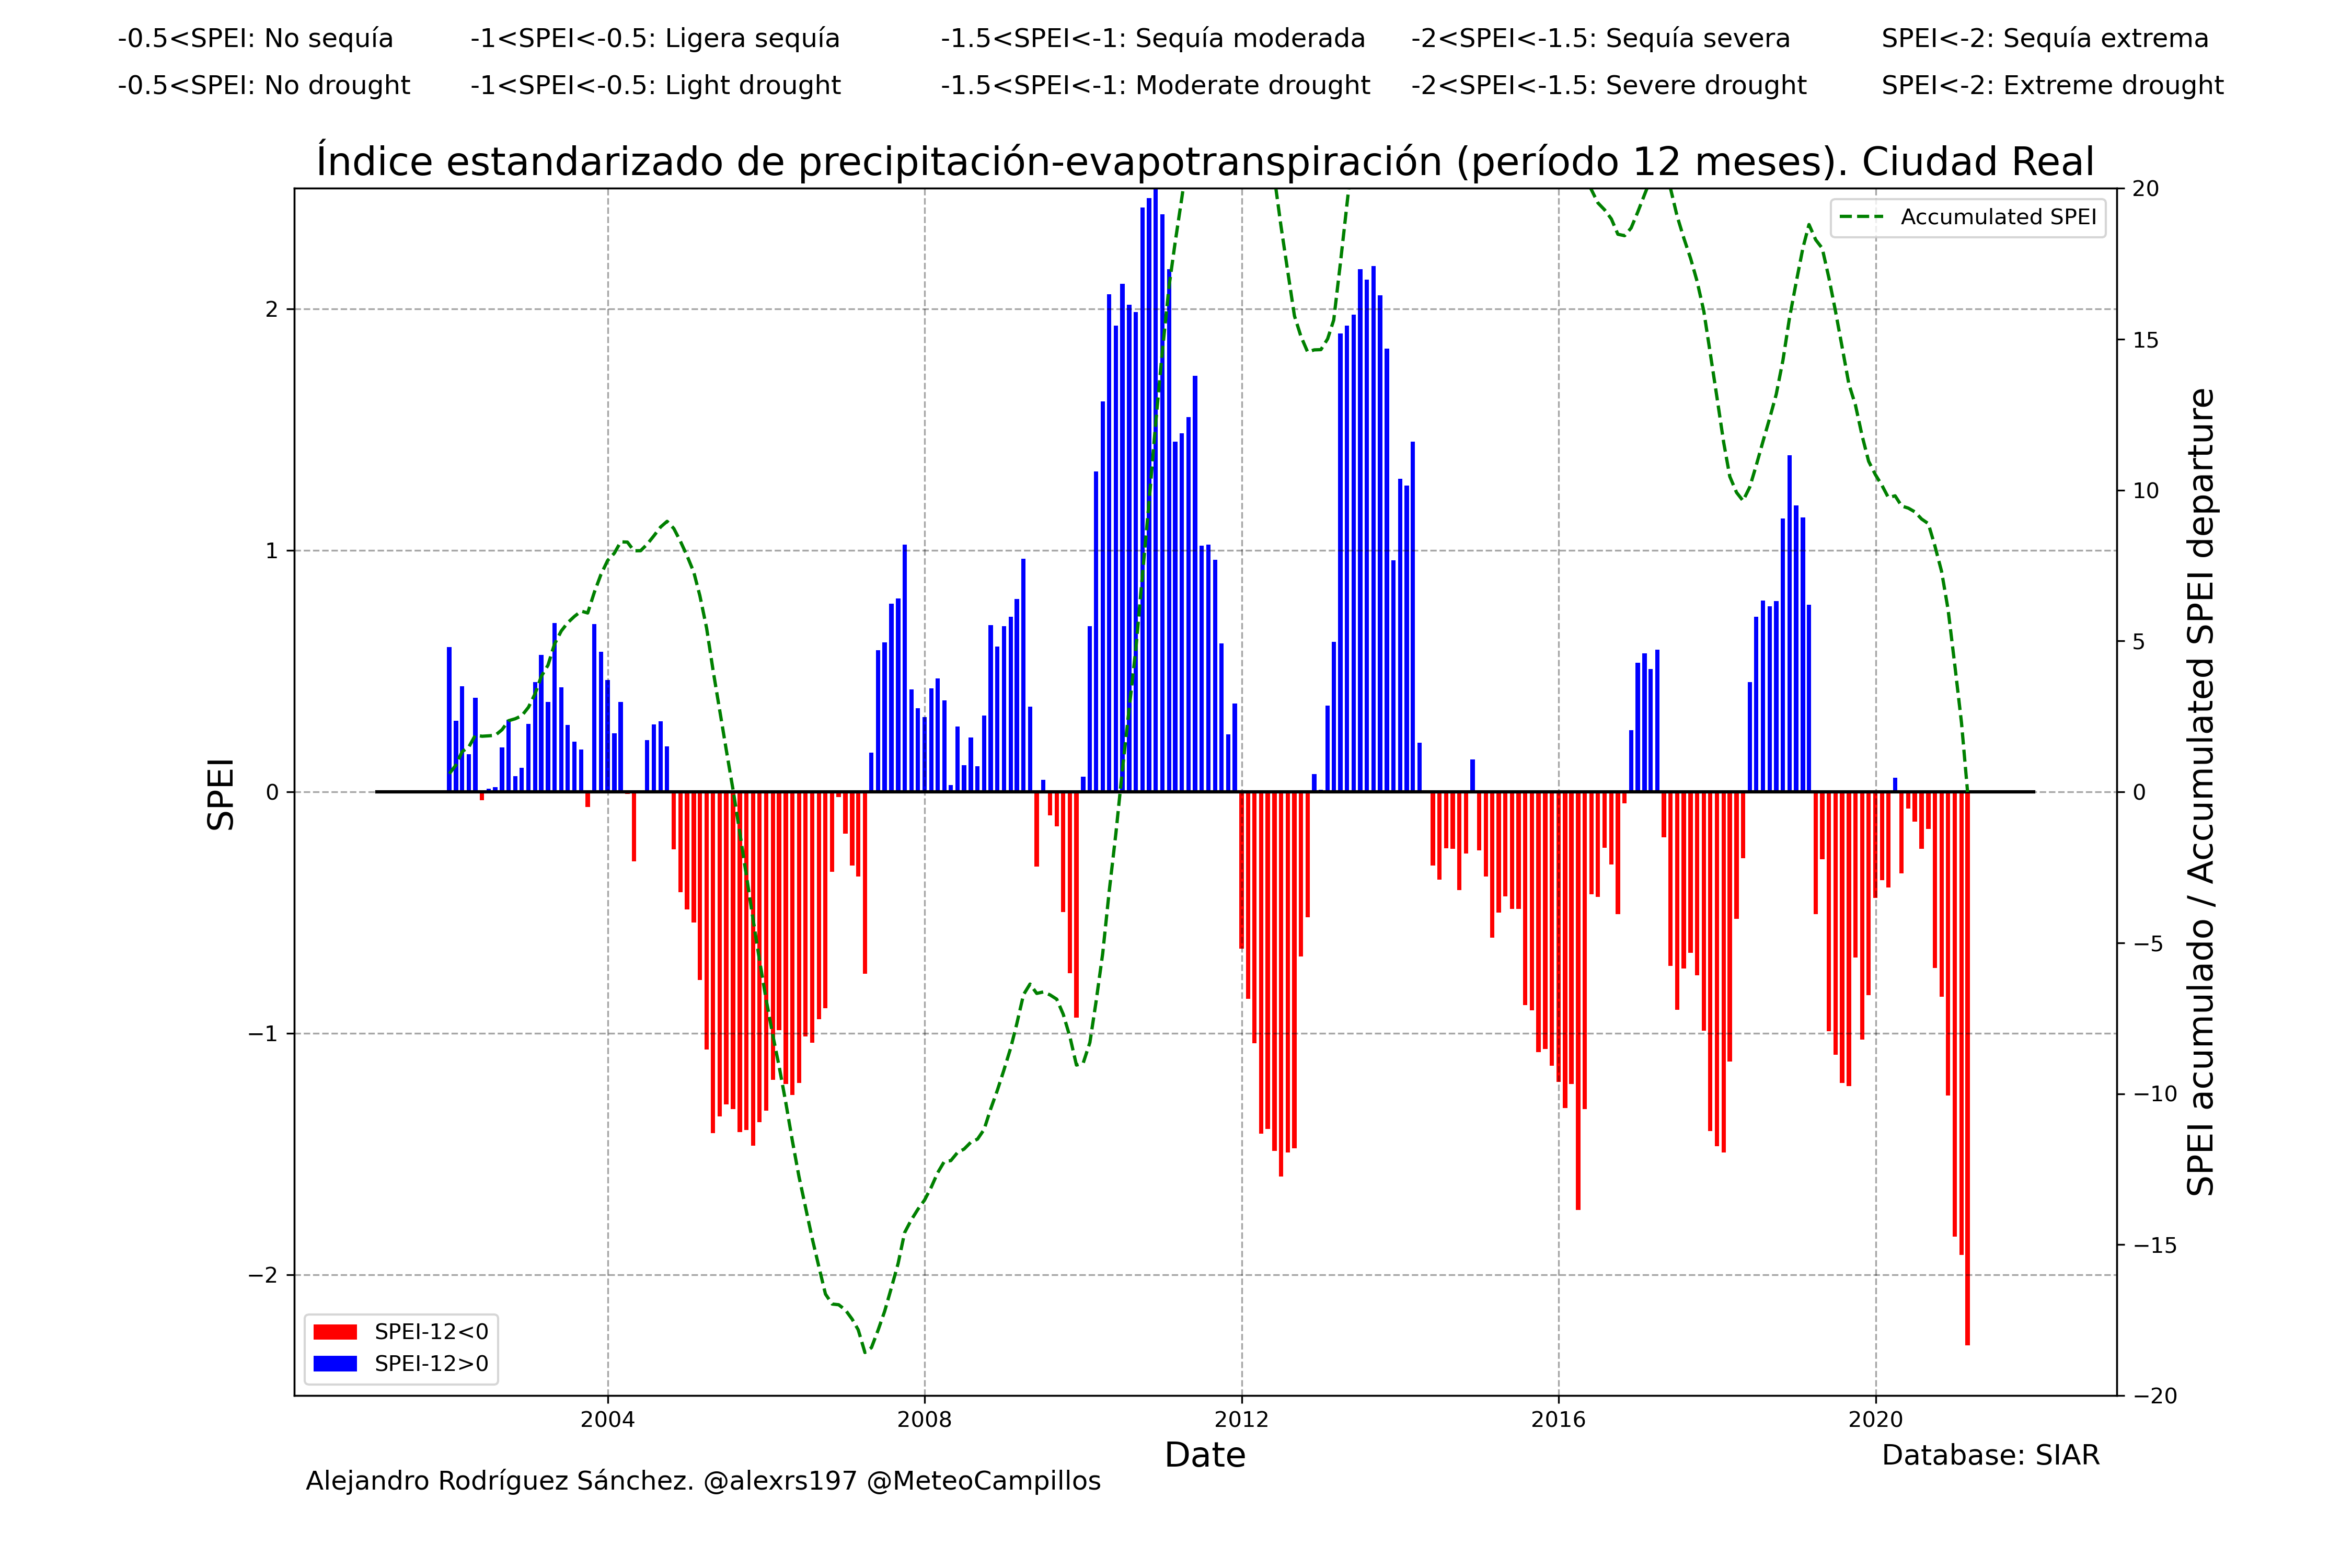 -0.5<SPEI: No sequía -1<SPEI<-0.5: Ligera sequía -1.5<SPEI<-1: Sequía moderada -2<SPEI<-1.5: Sequía severa SPEI<-2: Sequía extrema
-0.5<SPEI: No drought -1<SPEI<-0.5: Light drought -1.5<SPEI<-1: Moderate drought -2<SPEI<-1.5: Severe drought SPEI<-2: Extreme drought
Índice estandarizado de precipitación-evapotranspiración (período 12 meses). Ciudad Real
Accumulated SPEI
SPEI
2
1
0
−1
−2
20
15
10
5
0
−5
−10
−15
−20
SPEI acumulado / Accumulated SPEI departure
SPEI-12<0
SPEI-12>0
2004 2008 2012 2016 2020
Date
Database: SIAR
Alejandro Rodríguez Sánchez. @alexrs197 @MeteoCampillos